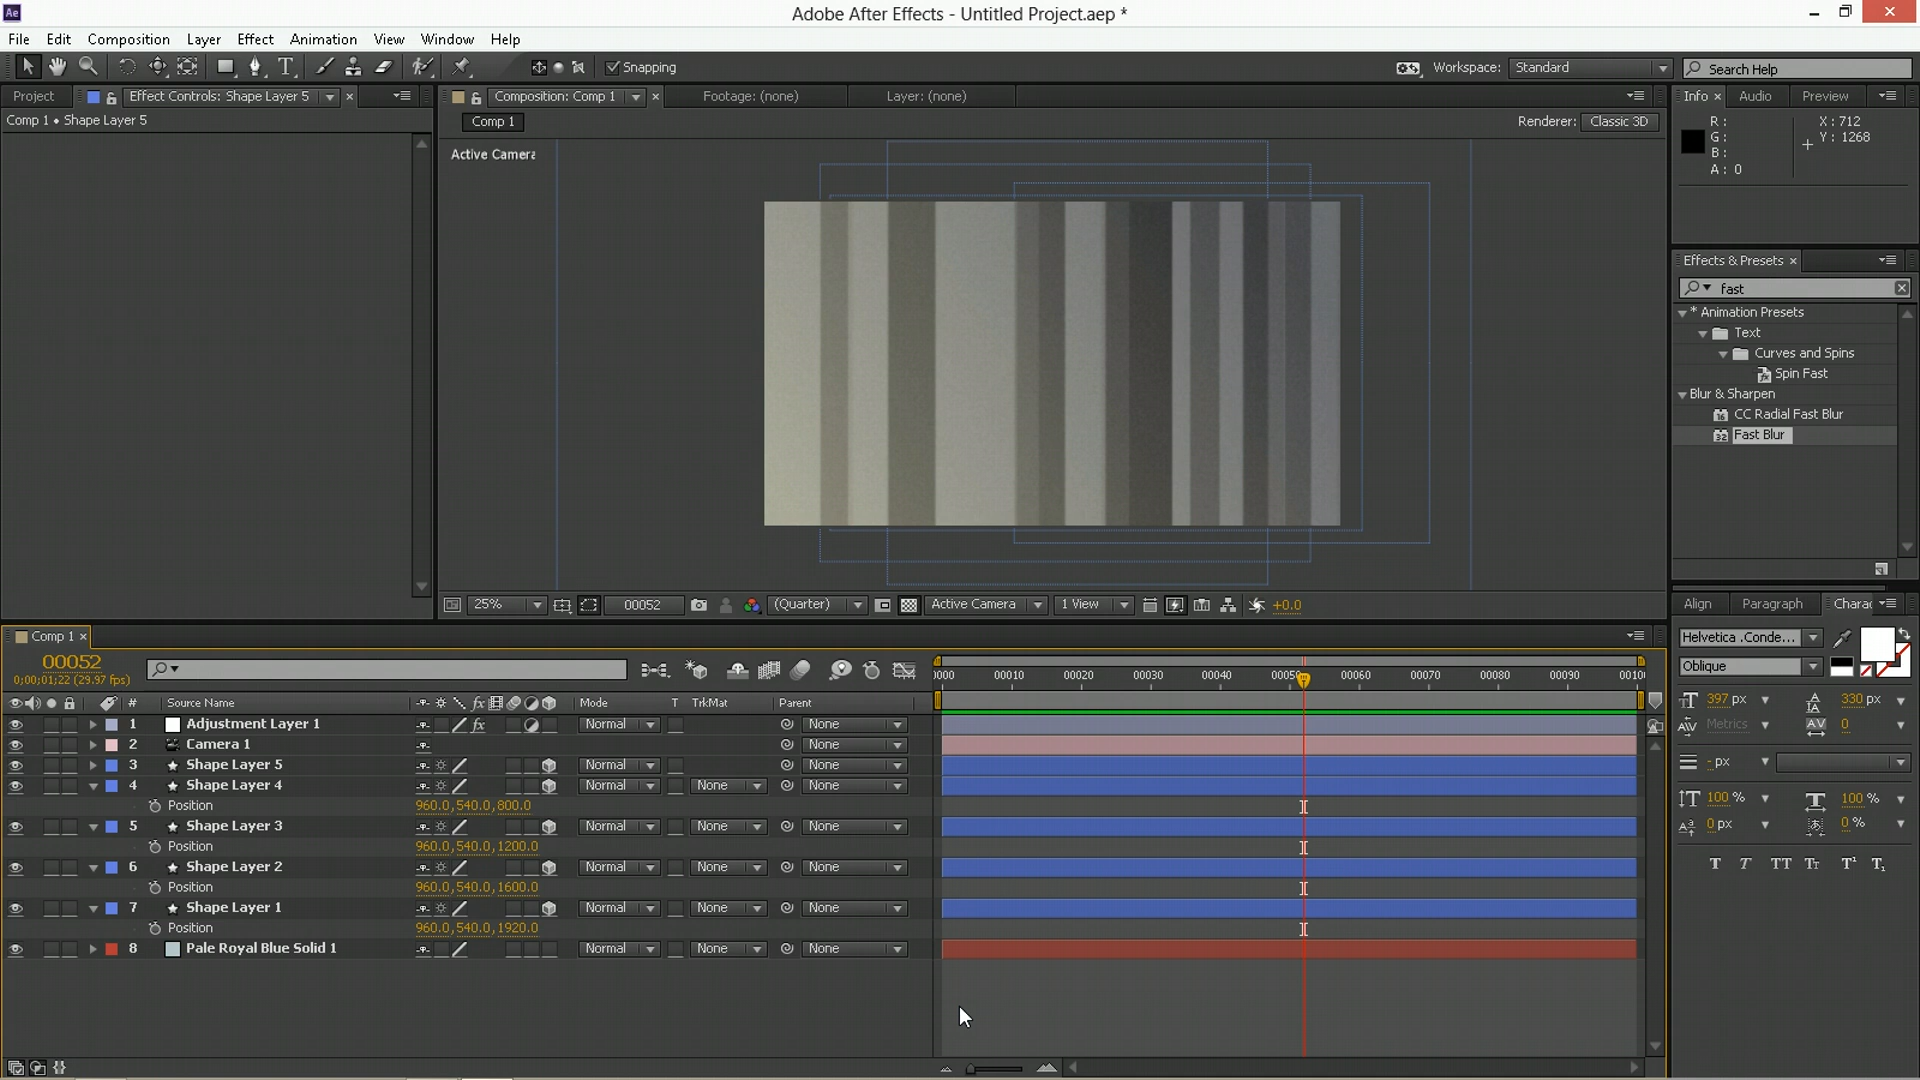 Ae
Adobe After Effects - Untitled Project.aep *
File Edit Composition Layer Effect Animation View Window Help
Snapping
Workspace: Standard
Search Help
Project Effect Controls: Shape Layer 5
Comp 1 • Shape Layer 5
Composition: Comp 1 Footage: (none) Layer: (none)
Comp 1
Renderer: Classic 3D
Active Camera
Info Audio Preview
R :
G :
B :
A : 0
X : 712
Y : 1268
Effects & Presets
fast
* Animation Presets
Text
Curves and Spins
Spin Fast
Blur & Sharpen
CC Radial Fast Blur
Fast Blur
25% 00052 (Quarter) Active Camera 1 View +0.0
Align Paragraph Charac
Helvetica .Conde...
Oblique
397 px 330 px
Metrics 0
- px
100 % 100 %
0 px 0 %
T T TT Tт T¹ T₁
Comp 1
00052
0;00;01;22 (29.97 fps)
0000 00010 00020 00030 00040 00050 00060 00070 00080 00090 0010
# Source Name fx Mode T TrkMat Parent
1 Adjustment Layer 1 fx Normal None
2 Camera 1 None
3 Shape Layer 5 Normal None
4 Shape Layer 4 Normal None None
Position 960.0,540.0,800.0
5 Shape Layer 3 Normal None None
Position 960.0,540.0,1200.0
6 Shape Layer 2 Normal None None
Position 960.0,540.0,1600.0
7 Shape Layer 1 Normal None None
Position 960.0,540.0,1920.0
8 Pale Royal Blue Solid 1 Normal None None